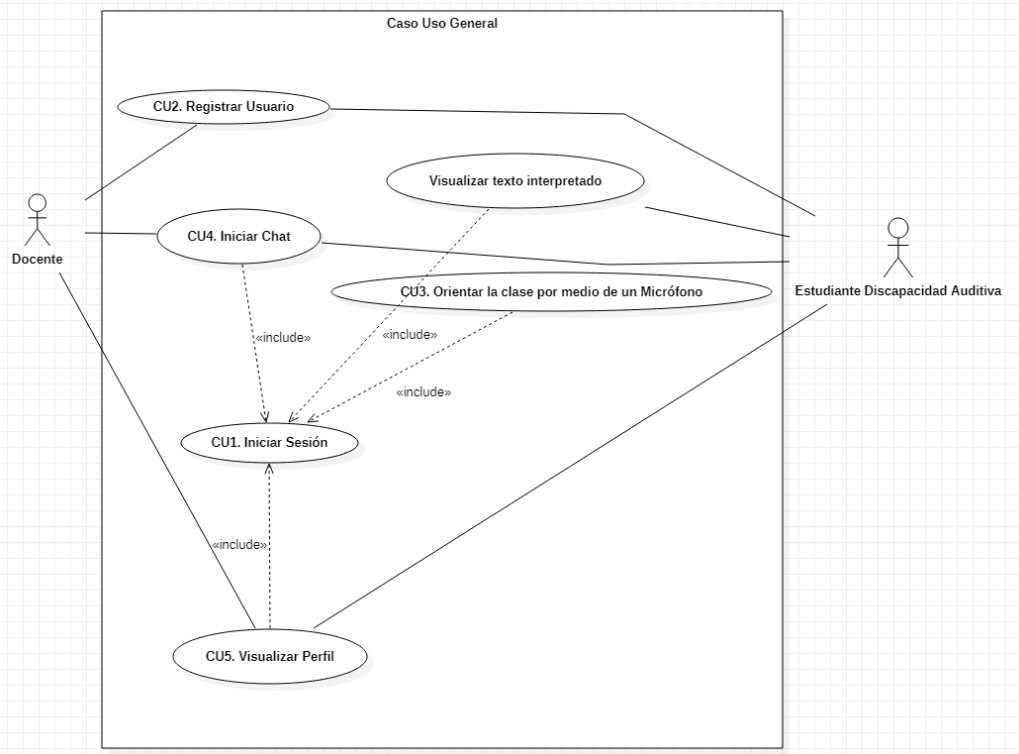 Caso Uso General
CU2. Registrar Usuario
Visualizar texto interpretado
CU4. Iniciar Chat
Docente
CU3. Orientar la clase por medio de un Micrófono
Estudiante Discapacidad Auditiva
«include»
«include»
«include»
CU1. Iniciar Sesión
«include»
CU5. Visualizar Perfil